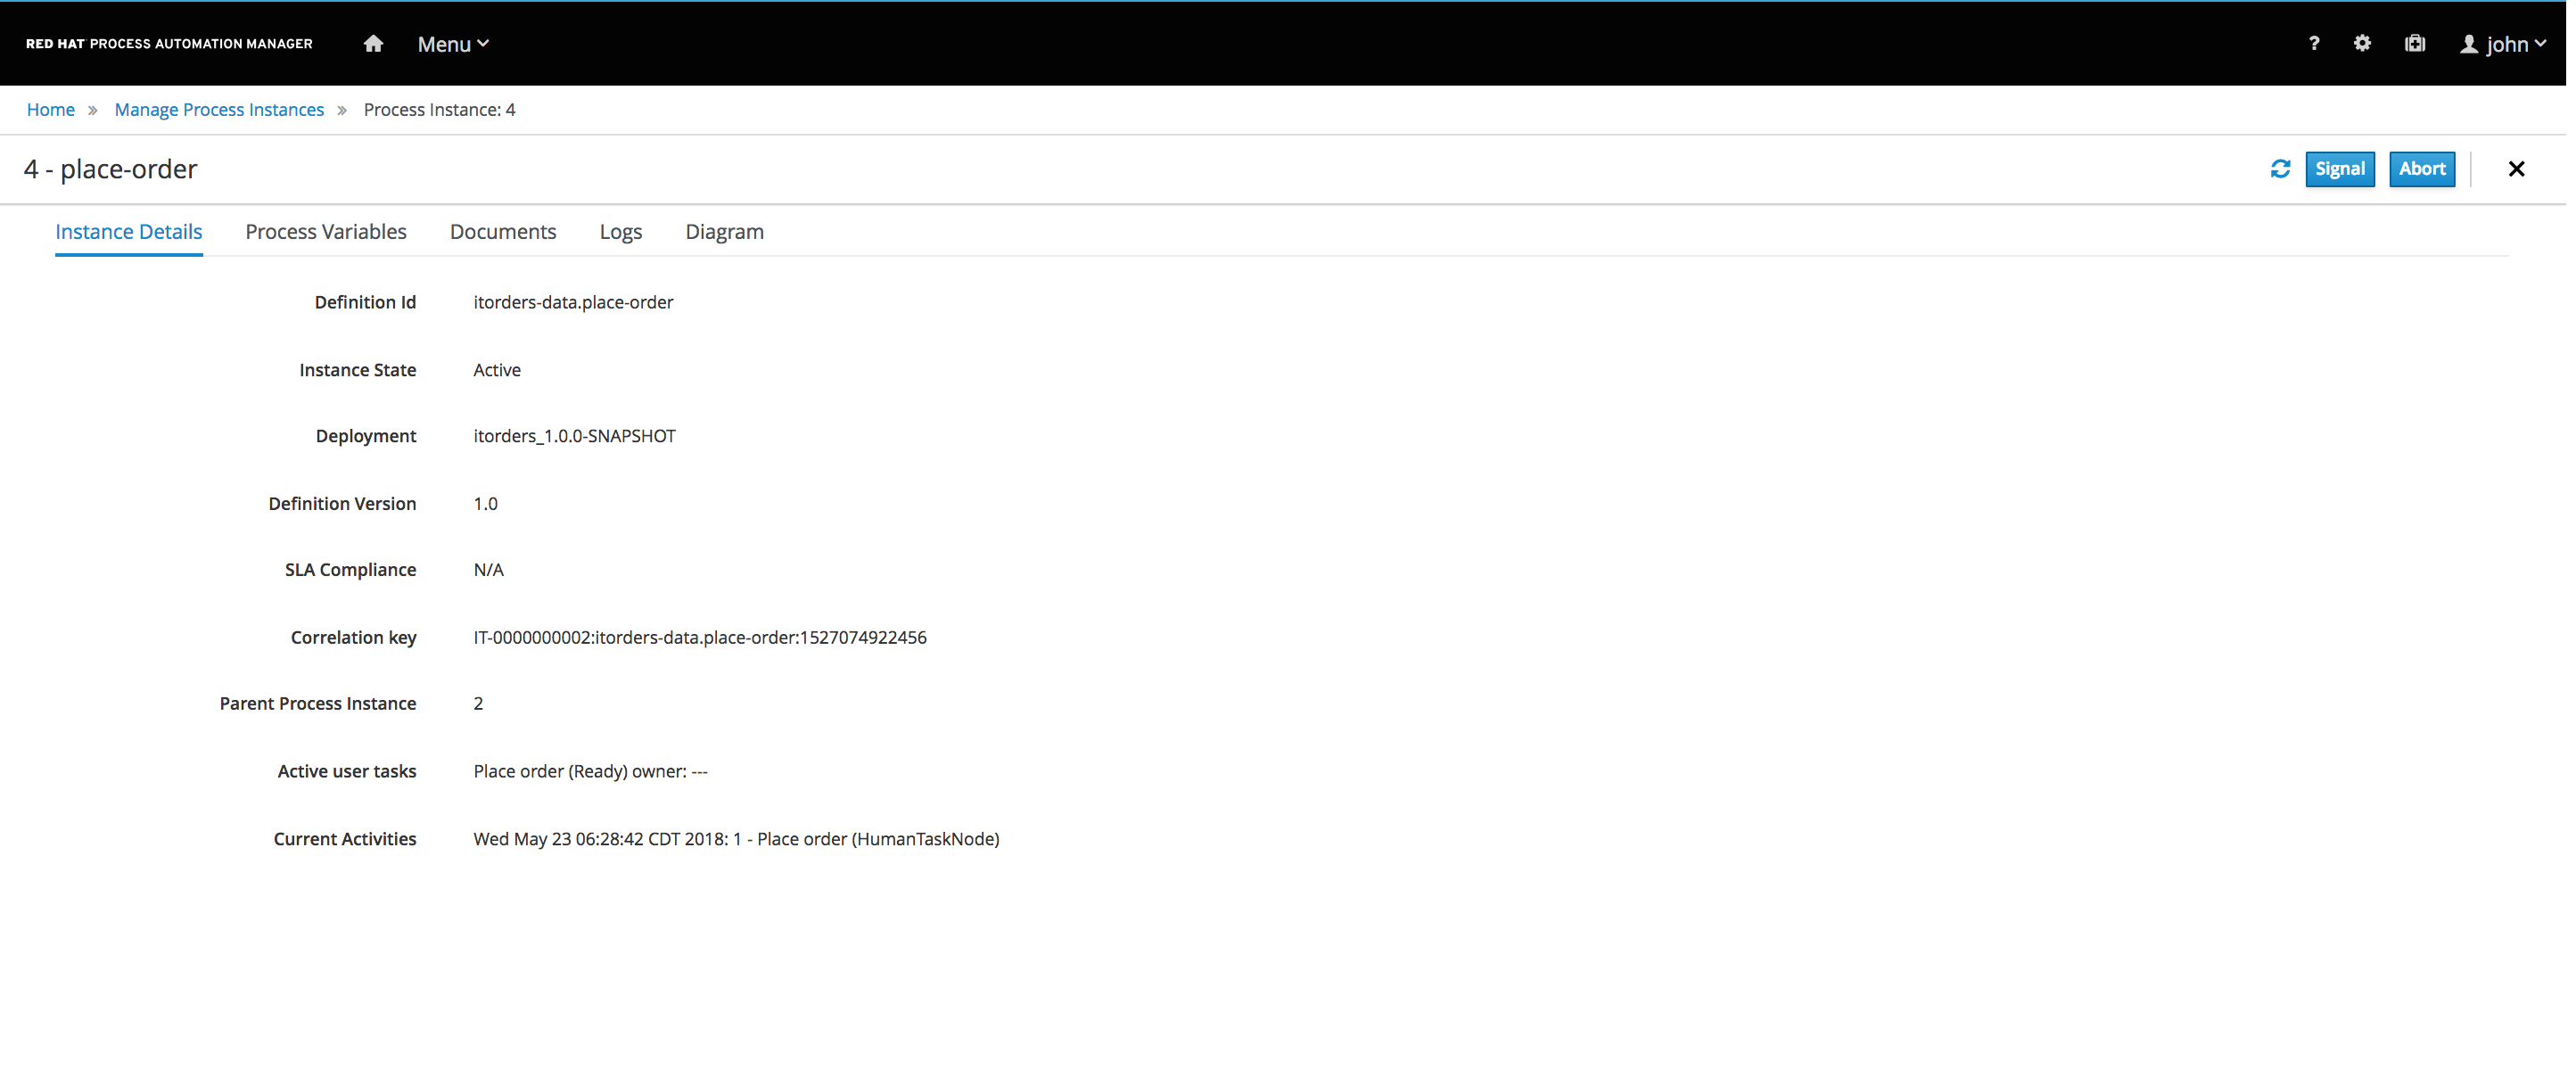 RED HAT PROCESS AUTOMATION MANAGER Menu ? john
Home » Manage Process Instances » Process Instance: 4
4 - place-order Signal Abort
Instance Details Process Variables Documents Logs Diagram
Definition Id itorders-data.place-order
Instance State Active
Deployment itorders_1.0.0-SNAPSHOT
Definition Version 1.0
SLA Compliance N/A
Correlation key IT-0000000002:itorders-data.place-order:1527074922456
Parent Process Instance 2
Active user tasks Place order (Ready) owner: ---
Current Activities Wed May 23 06:28:42 CDT 2018: 1 - Place order (HumanTaskNode)